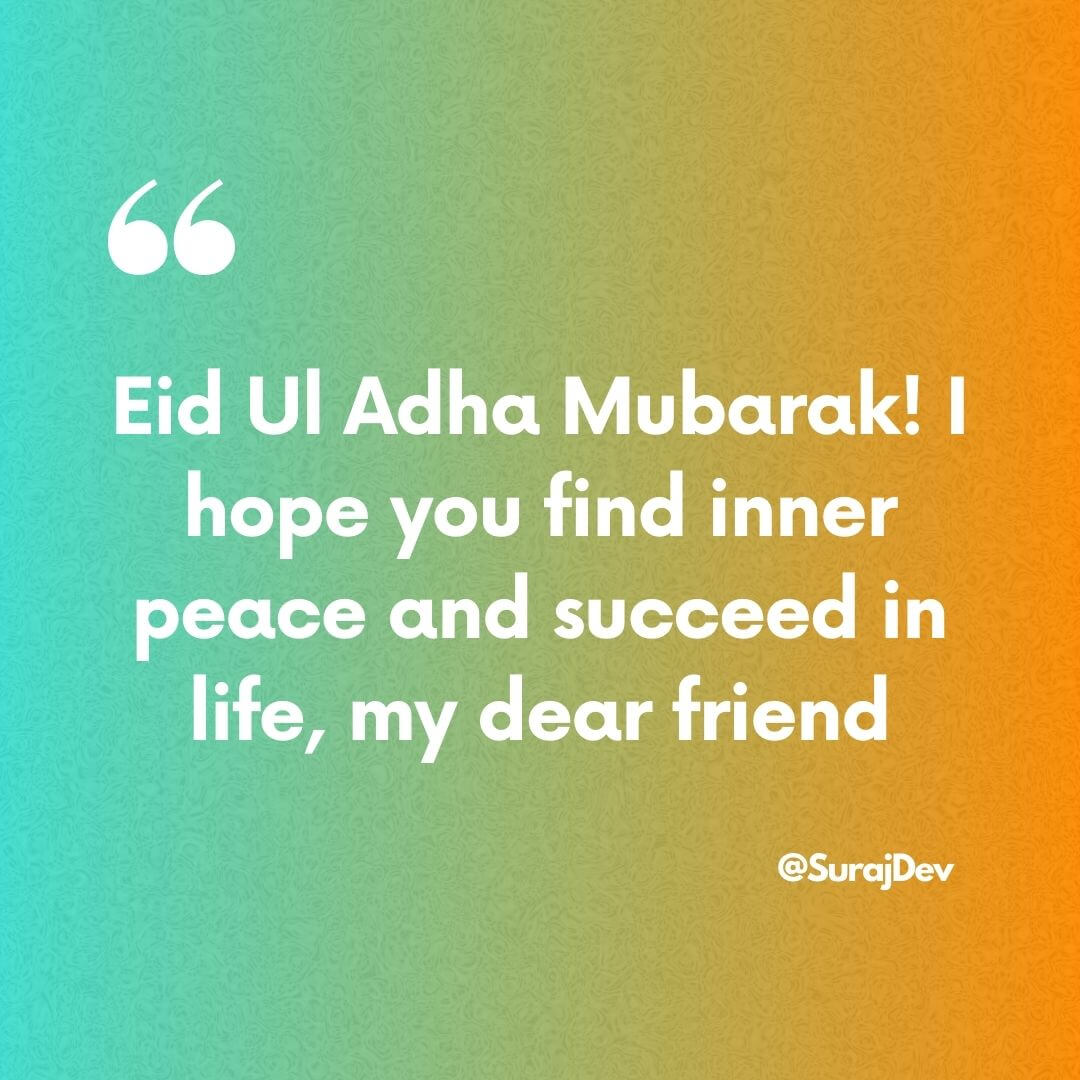 “
Eid Ul Adha Mubarak! I
hope you find inner
peace and succeed in
life, my dear friend
@SurajDev